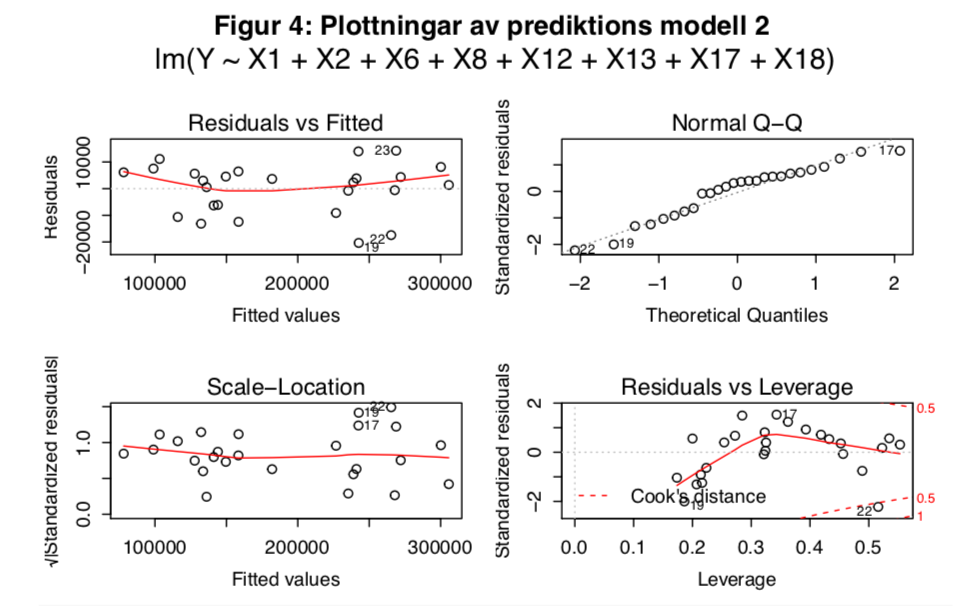 Figur 4: Plottningar av prediktions modell 2
lm(Y ~ X1 + X2 + X6 + X8 + X12 + X13 + X17 + X18)
Residuals vs Fitted
Residuals
10000
−20000
23
22
19
100000
200000
300000
Fitted values
Normal Q−Q
Standardized residuals
0
−2
17
19
22
−2
−1
0
1
2
Theoretical Quantiles
Scale−Location
√|Standardized residuals|
1.0
0.0
22
19
17
100000
200000
300000
Fitted values
Residuals vs Leverage
Standardized residuals
2
0
−2
17
0.5
Cook's distance
19
22
0.5
1
0.0
0.1
0.2
0.3
0.4
0.5
Leverage